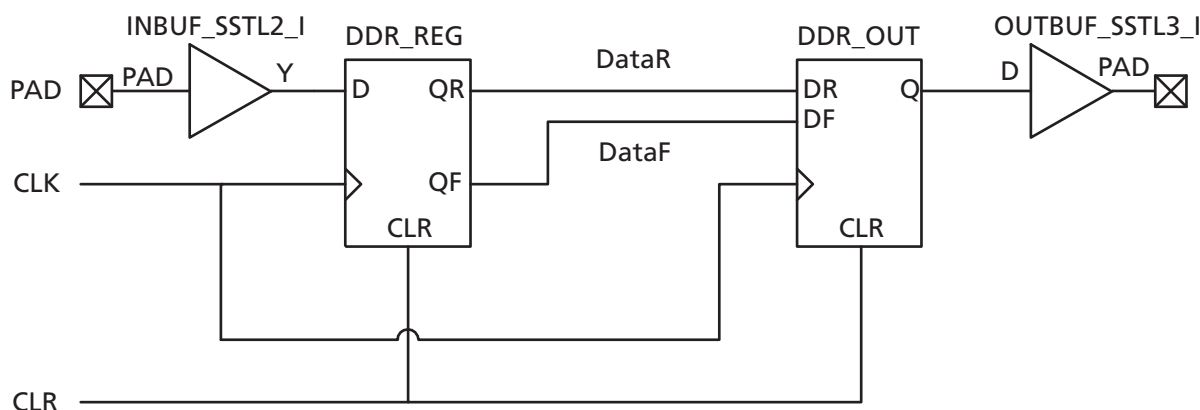 INBUF_SSTL2_I
DDR_REG
DDR_OUT
OUTBUF_SSTL3_I
PAD
PAD
Y
D
QR
DataR
DR
Q
D
PAD
DF
DataF
CLK
QF
CLR
CLR
CLR